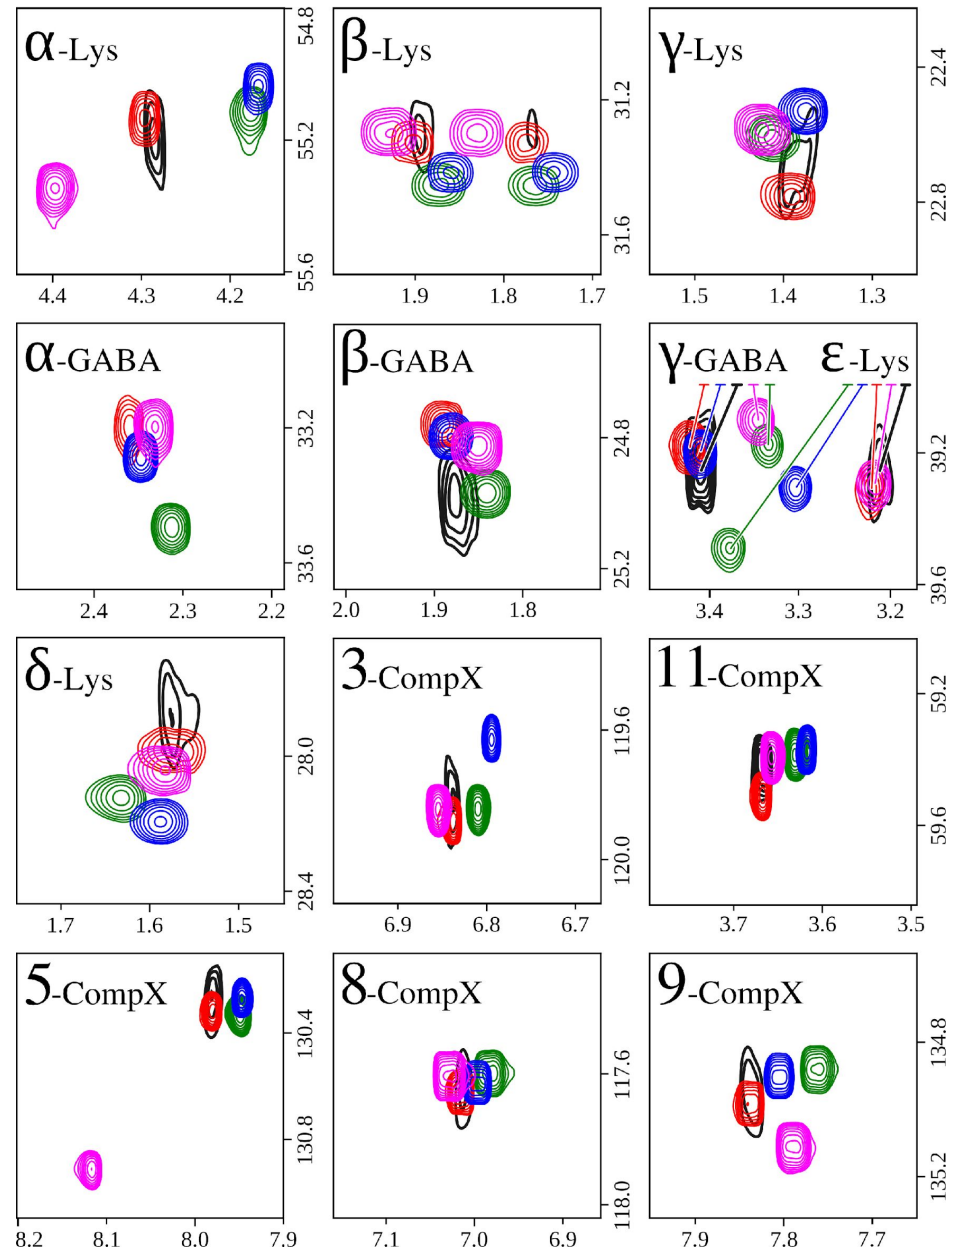 α-Lys
54.8
55.2
55.6
4.4 4.3 4.2
β-Lys
31.2
31.6
1.9 1.8 1.7
γ-Lys
22.4
22.8
1.5 1.4 1.3
α-GABA
33.2
33.6
2.4 2.3 2.2
β-GABA
24.8
25.2
2.0 1.9 1.8
γ-GABA ε-Lys
39.2
39.6
3.4 3.3 3.2
δ-Lys
28.0
28.4
1.7 1.6 1.5
3-CompX
119.6
120.0
6.9 6.8 6.7
11-CompX
59.2
59.6
3.7 3.6 3.5
5-CompX
130.4
130.8
8.2 8.1 8.0 7.9
8-CompX
117.6
118.0
7.1 7.0 6.9
9-CompX
134.8
135.2
7.9 7.8 7.7